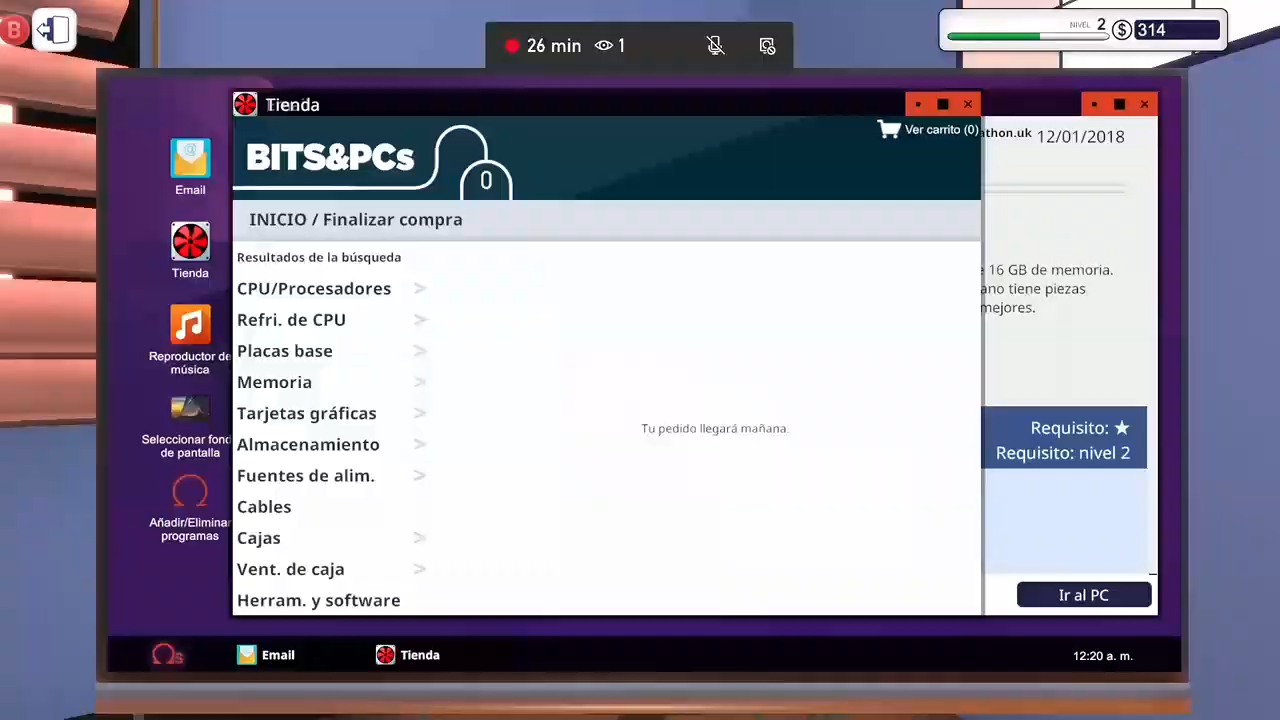 B
26 min 1
NIVEL 2
$ 314
Tienda
Ver carrito (0)
athon.uk 12/01/2018
BITS&PCs
INICIO / Finalizar compra
Email
Tienda
Reproductor de
música
Seleccionar fond
de pantalla
Añadir/Eliminar
programas
Resultados de la búsqueda
CPU/Procesadores >
Refri. de CPU >
Placas base >
Memoria >
Tarjetas gráficas >
Almacenamiento >
Fuentes de alim. >
Cables
Cajas >
Vent. de caja >
Herram. y software
Tu pedido llegará mañana.
e 16 GB de memoria.
ano tiene piezas
mejores.
Requisito: ★
Requisito: nivel 2
Ir al PC
Ωs
Email
Tienda
12:20 a. m.